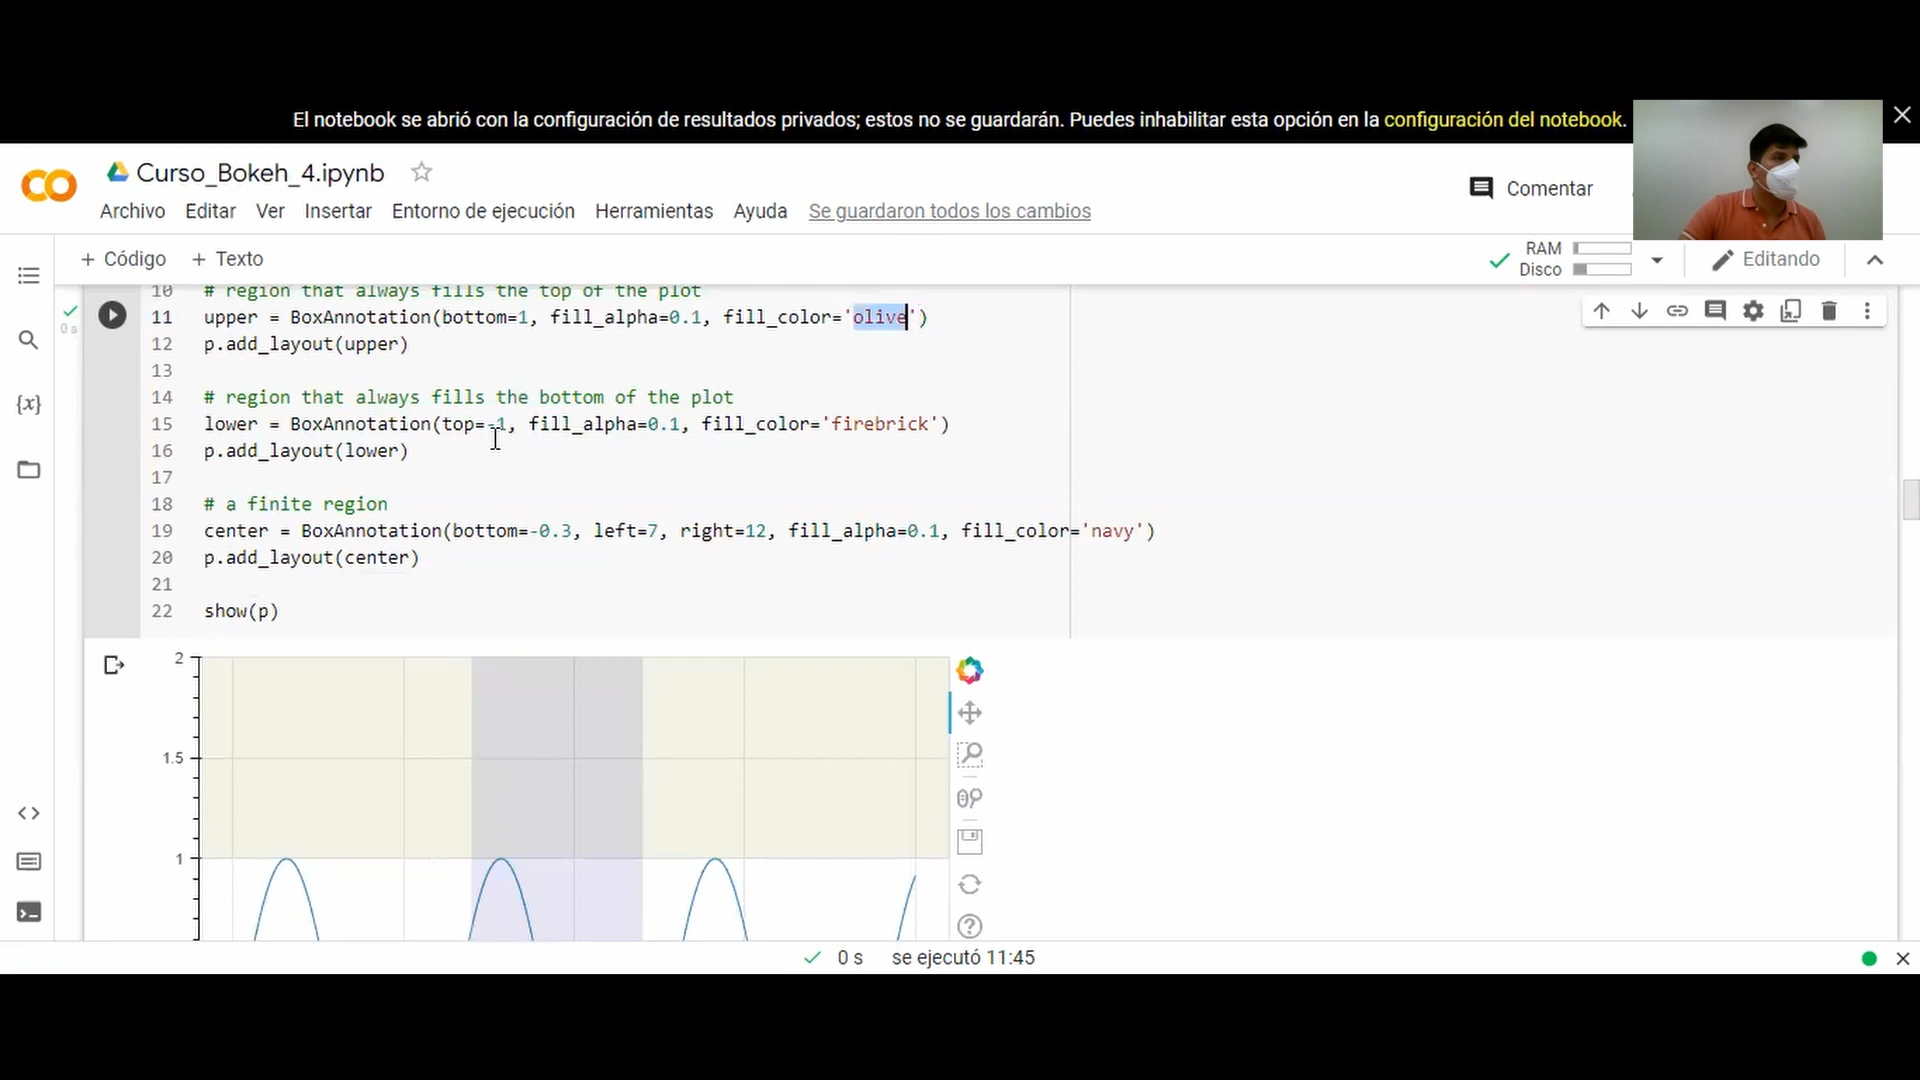 El notebook se abrió con la configuración de resultados privados; estos no se guardarán. Puedes inhabilitar esta opción en la configuración del notebook.
Curso_Bokeh_4.ipynb
Comentar
Archivo Editar Ver Insertar Entorno de ejecución Herramientas Ayuda Se guardaron todos los cambios
+ Código + Texto
RAM
Disco
Editando
10 # region that always fills the top of the plot
0 s
11 upper = BoxAnnotation(bottom=1, fill_alpha=0.1, fill_color='olive')
12 p.add_layout(upper)
13
14 # region that always fills the bottom of the plot
15 lower = BoxAnnotation(top=-1, fill_alpha=0.1, fill_color='firebrick')
16 p.add_layout(lower)
17
18 # a finite region
19 center = BoxAnnotation(bottom=-0.3, left=7, right=12, fill_alpha=0.1, fill_color='navy')
20 p.add_layout(center)
21
22 show(p)
2
1.5
1
0 s se ejecutó 11:45